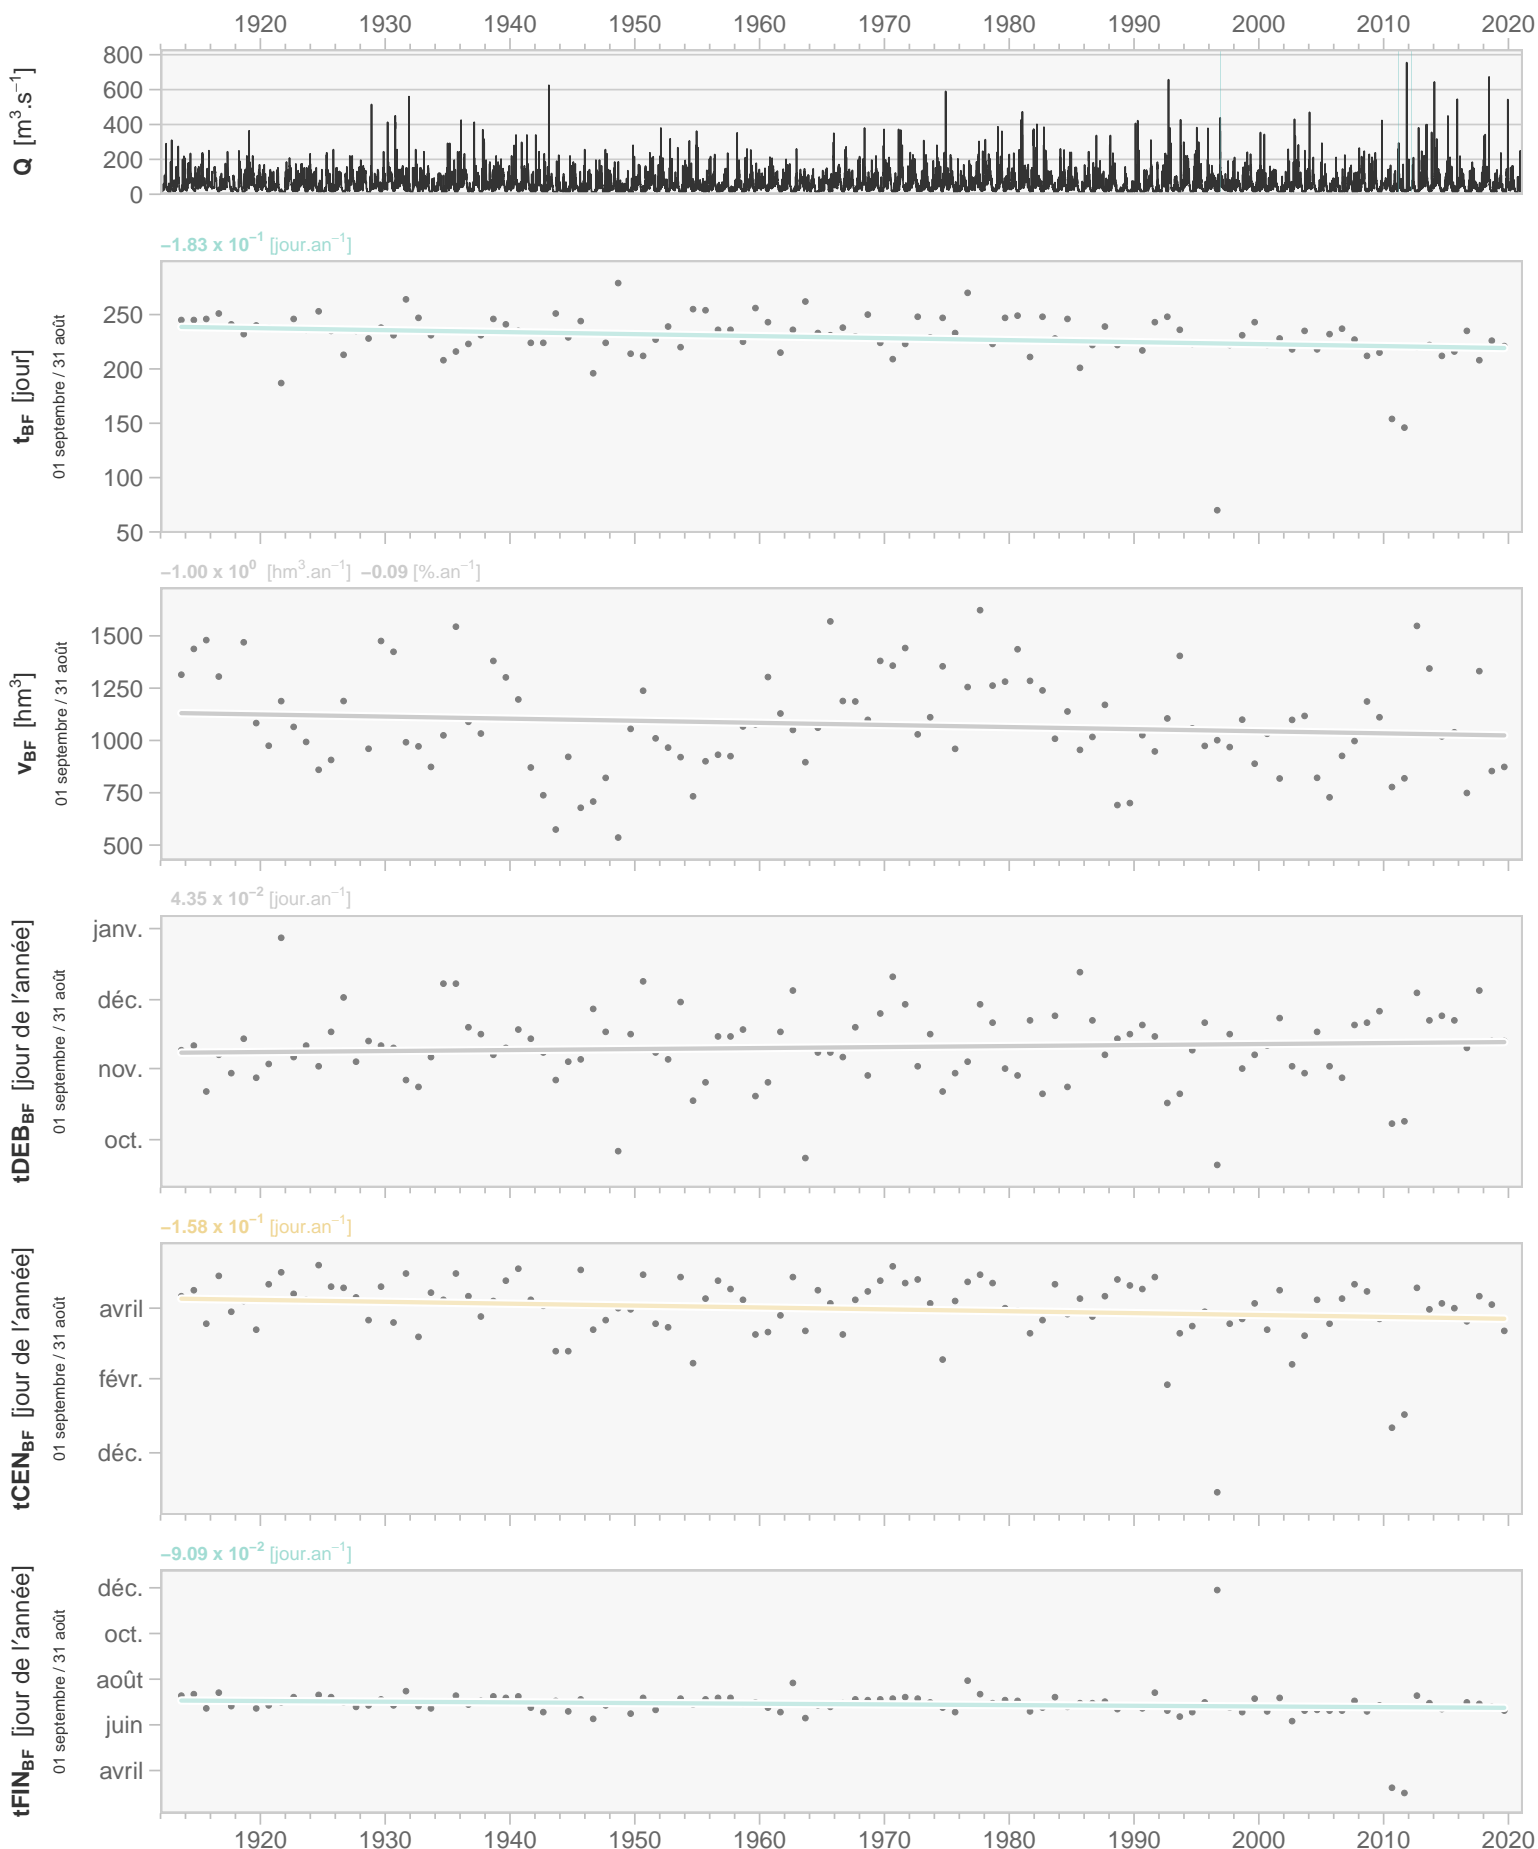 1920 1930 1940 1950 1960 1970 1980 1990 2000 2010 2020
Q [m³.s⁻¹]
800
600
400
200
0
−1.83 x 10⁻¹ [jour.an⁻¹]
t_BF [jour]
01 septembre / 31 août
250
200
150
100
50
−1.00 x 10⁰ [hm³.an⁻¹] −0.09 [%.an⁻¹]
v_BF [hm³]
01 septembre / 31 août
1500
1250
1000
750
500
4.35 x 10⁻² [jour.an⁻¹]
tDEB_BF [jour de l'année]
01 septembre / 31 août
janv.
déc.
nov.
oct.
−1.58 x 10⁻¹ [jour.an⁻¹]
tCEN_BF [jour de l'année]
01 septembre / 31 août
avril
févr.
déc.
−9.09 x 10⁻² [jour.an⁻¹]
tFIN_BF [jour de l'année]
01 septembre / 31 août
déc.
oct.
août
juin
avril
1920 1930 1940 1950 1960 1970 1980 1990 2000 2010 2020